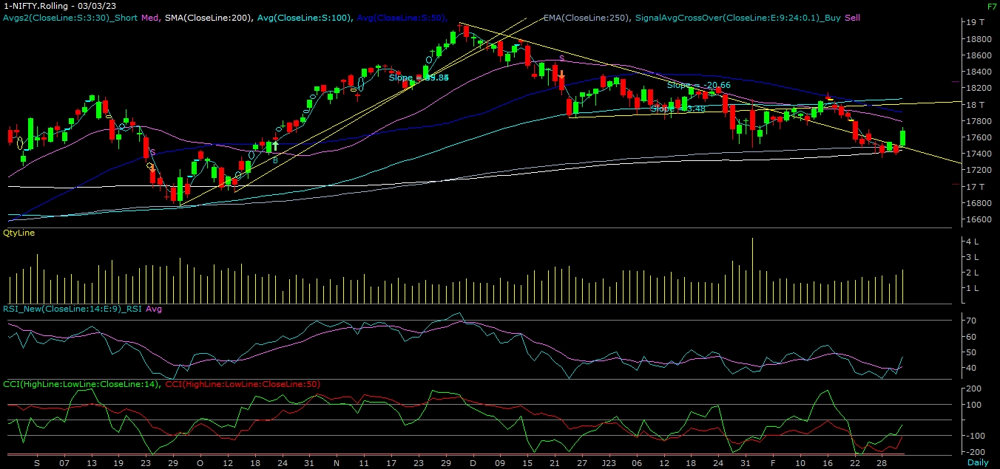 1-NIFTY.Rolling - 03/03/23
F7
Avgs2(CloseLine:S:3:30)_Short Med, SMA(CloseLine:200), Avg(CloseLine:S:100), Avg(CloseLine:S:50), EMA(CloseLine:250), SignalAvgCrossOver(CloseLine:E:9:24:0.1)_Buy Sell
19 T
18800
18600
18400
18200
18 T
17800
17600
17400
17200
17 T
16800
16600
S
S
B
Slope =
Slope = -20.66
Slope = 3.48
QtyLine
4 L
3 L
2 L
1 L
RSI_New(CloseLine:14:E:9)_RSI Avg
70
60
50
40
CCI(HighLine:LowLine:CloseLine:14), CCI(HighLine:LowLine:CloseLine:50)
200
100
-100
-200
S 07 13 19 23 29 O 12 18 21 31 N 11 17 23 29 D 09 15 21 27 J23 06 12 18 24 31 F 10 16 22 28
Daily